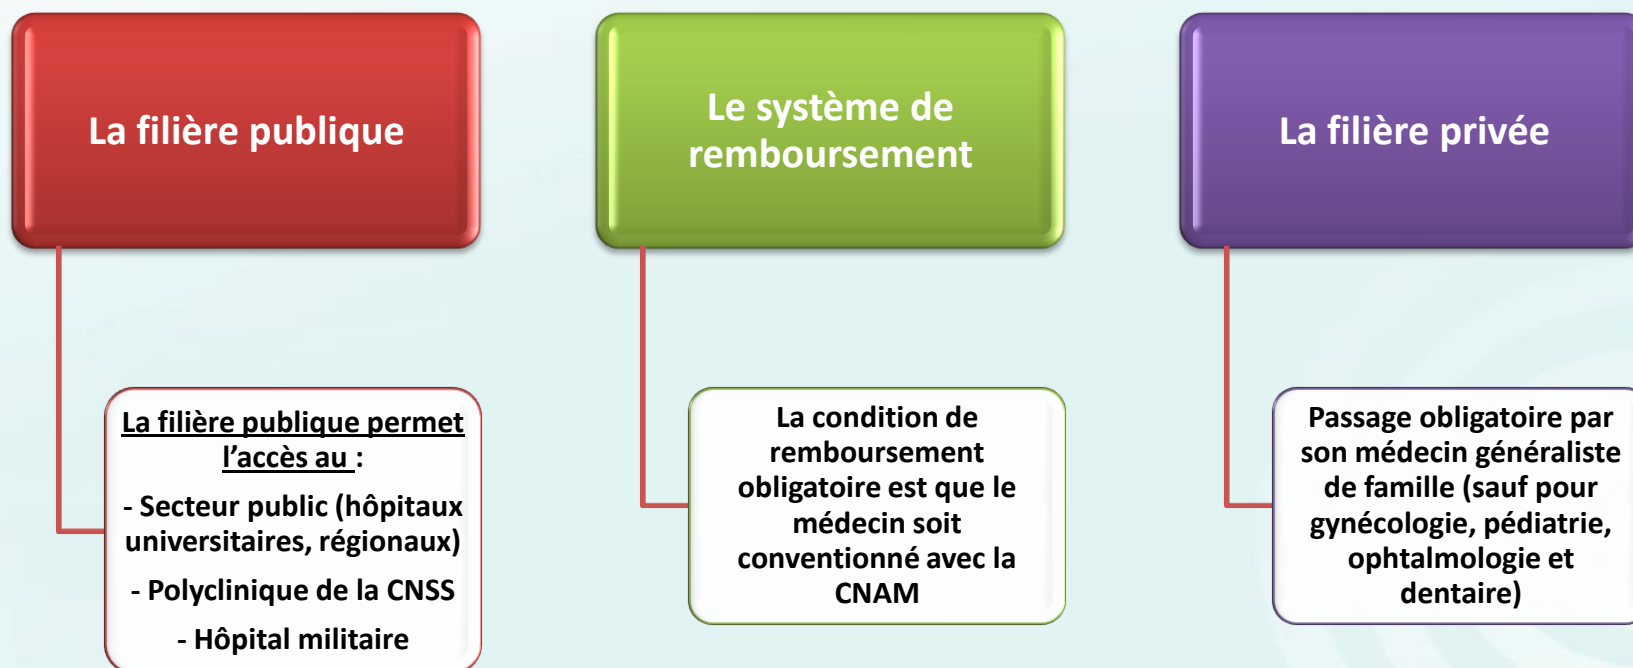 La filière publique
Le système de
remboursement
La filière privée
La filière publique permet
l'accès au :
- Secteur public (hôpitaux
universitaires, régionaux)
- Polyclinique de la CNSS
- Hôpital militaire
La condition de
remboursement
obligatoire est que le
médecin soit
conventionné avec la
CNAM
Passage obligatoire par
son médecin généraliste
de famille (sauf pour
gynécologie, pédiatrie,
ophtalmologie et
dentaire)